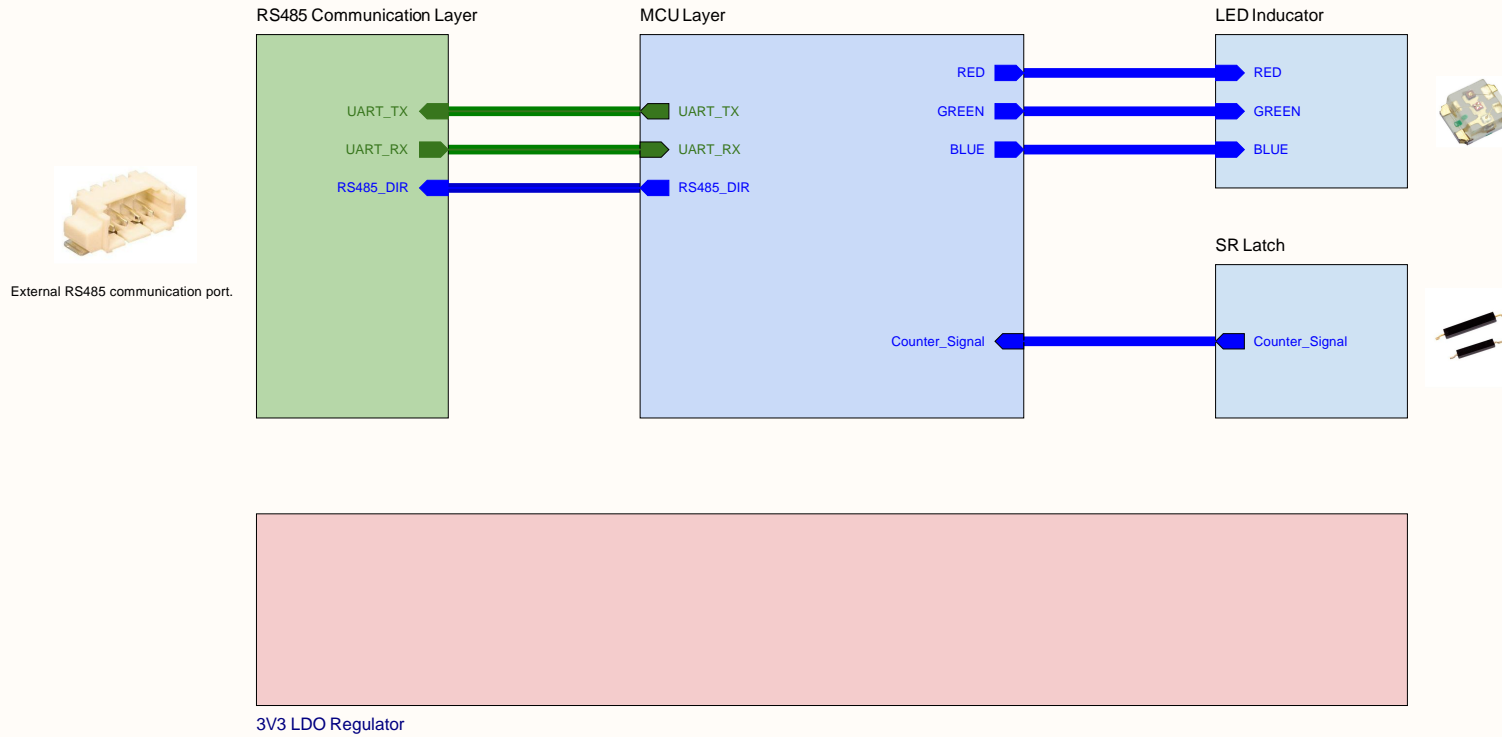 RS485 Communication Layer
MCU Layer
LED Inducator
RED
RED
UART_TX
UART_TX
GREEN
GREEN
UART_RX
UART_RX
BLUE
BLUE
RS485_DIR
RS485_DIR
SR Latch
External RS485 communication port.
Counter_Signal
Counter_Signal
3V3 LDO Regulator